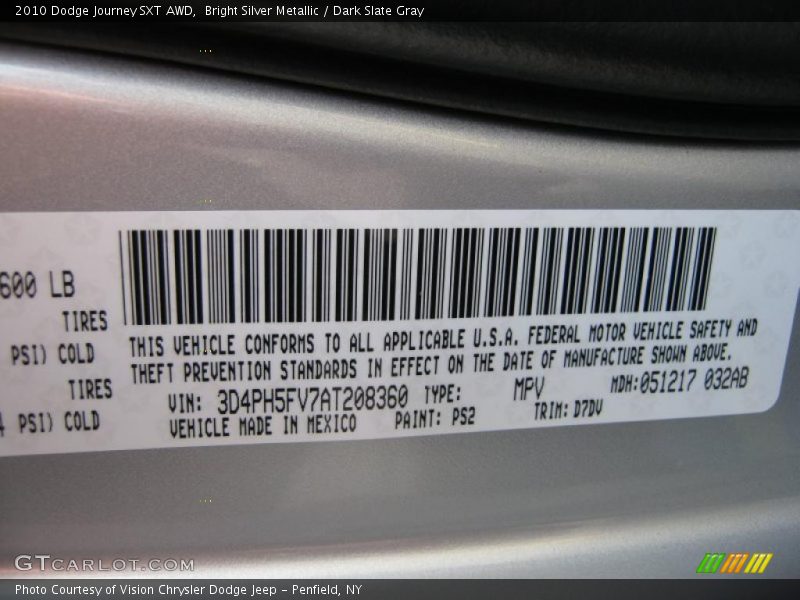 2010 Dodge Journey SXT AWD,  Bright Silver Metallic / Dark Slate Gray
600 LB
TIRES
PSI) COLD
TIRES
PSI) COLD
THIS VEHICLE CONFORMS TO ALL APPLICABLE U.S.A. FEDERAL MOTOR VEHICLE SAFETY AND
THEFT PREVENTION STANDARDS IN EFFECT ON THE DATE OF MANUFACTURE SHOWN ABOVE.
VIN: 3D4PH5FV7AT208360 TYPE: MPV MDH:051217 032AB
VEHICLE MADE IN MEXICO PAINT: PS2 TRIM: D7DV
GTCARLOT.COM
Photo Courtesy of Vision Chrysler Dodge Jeep – Penfield, NY